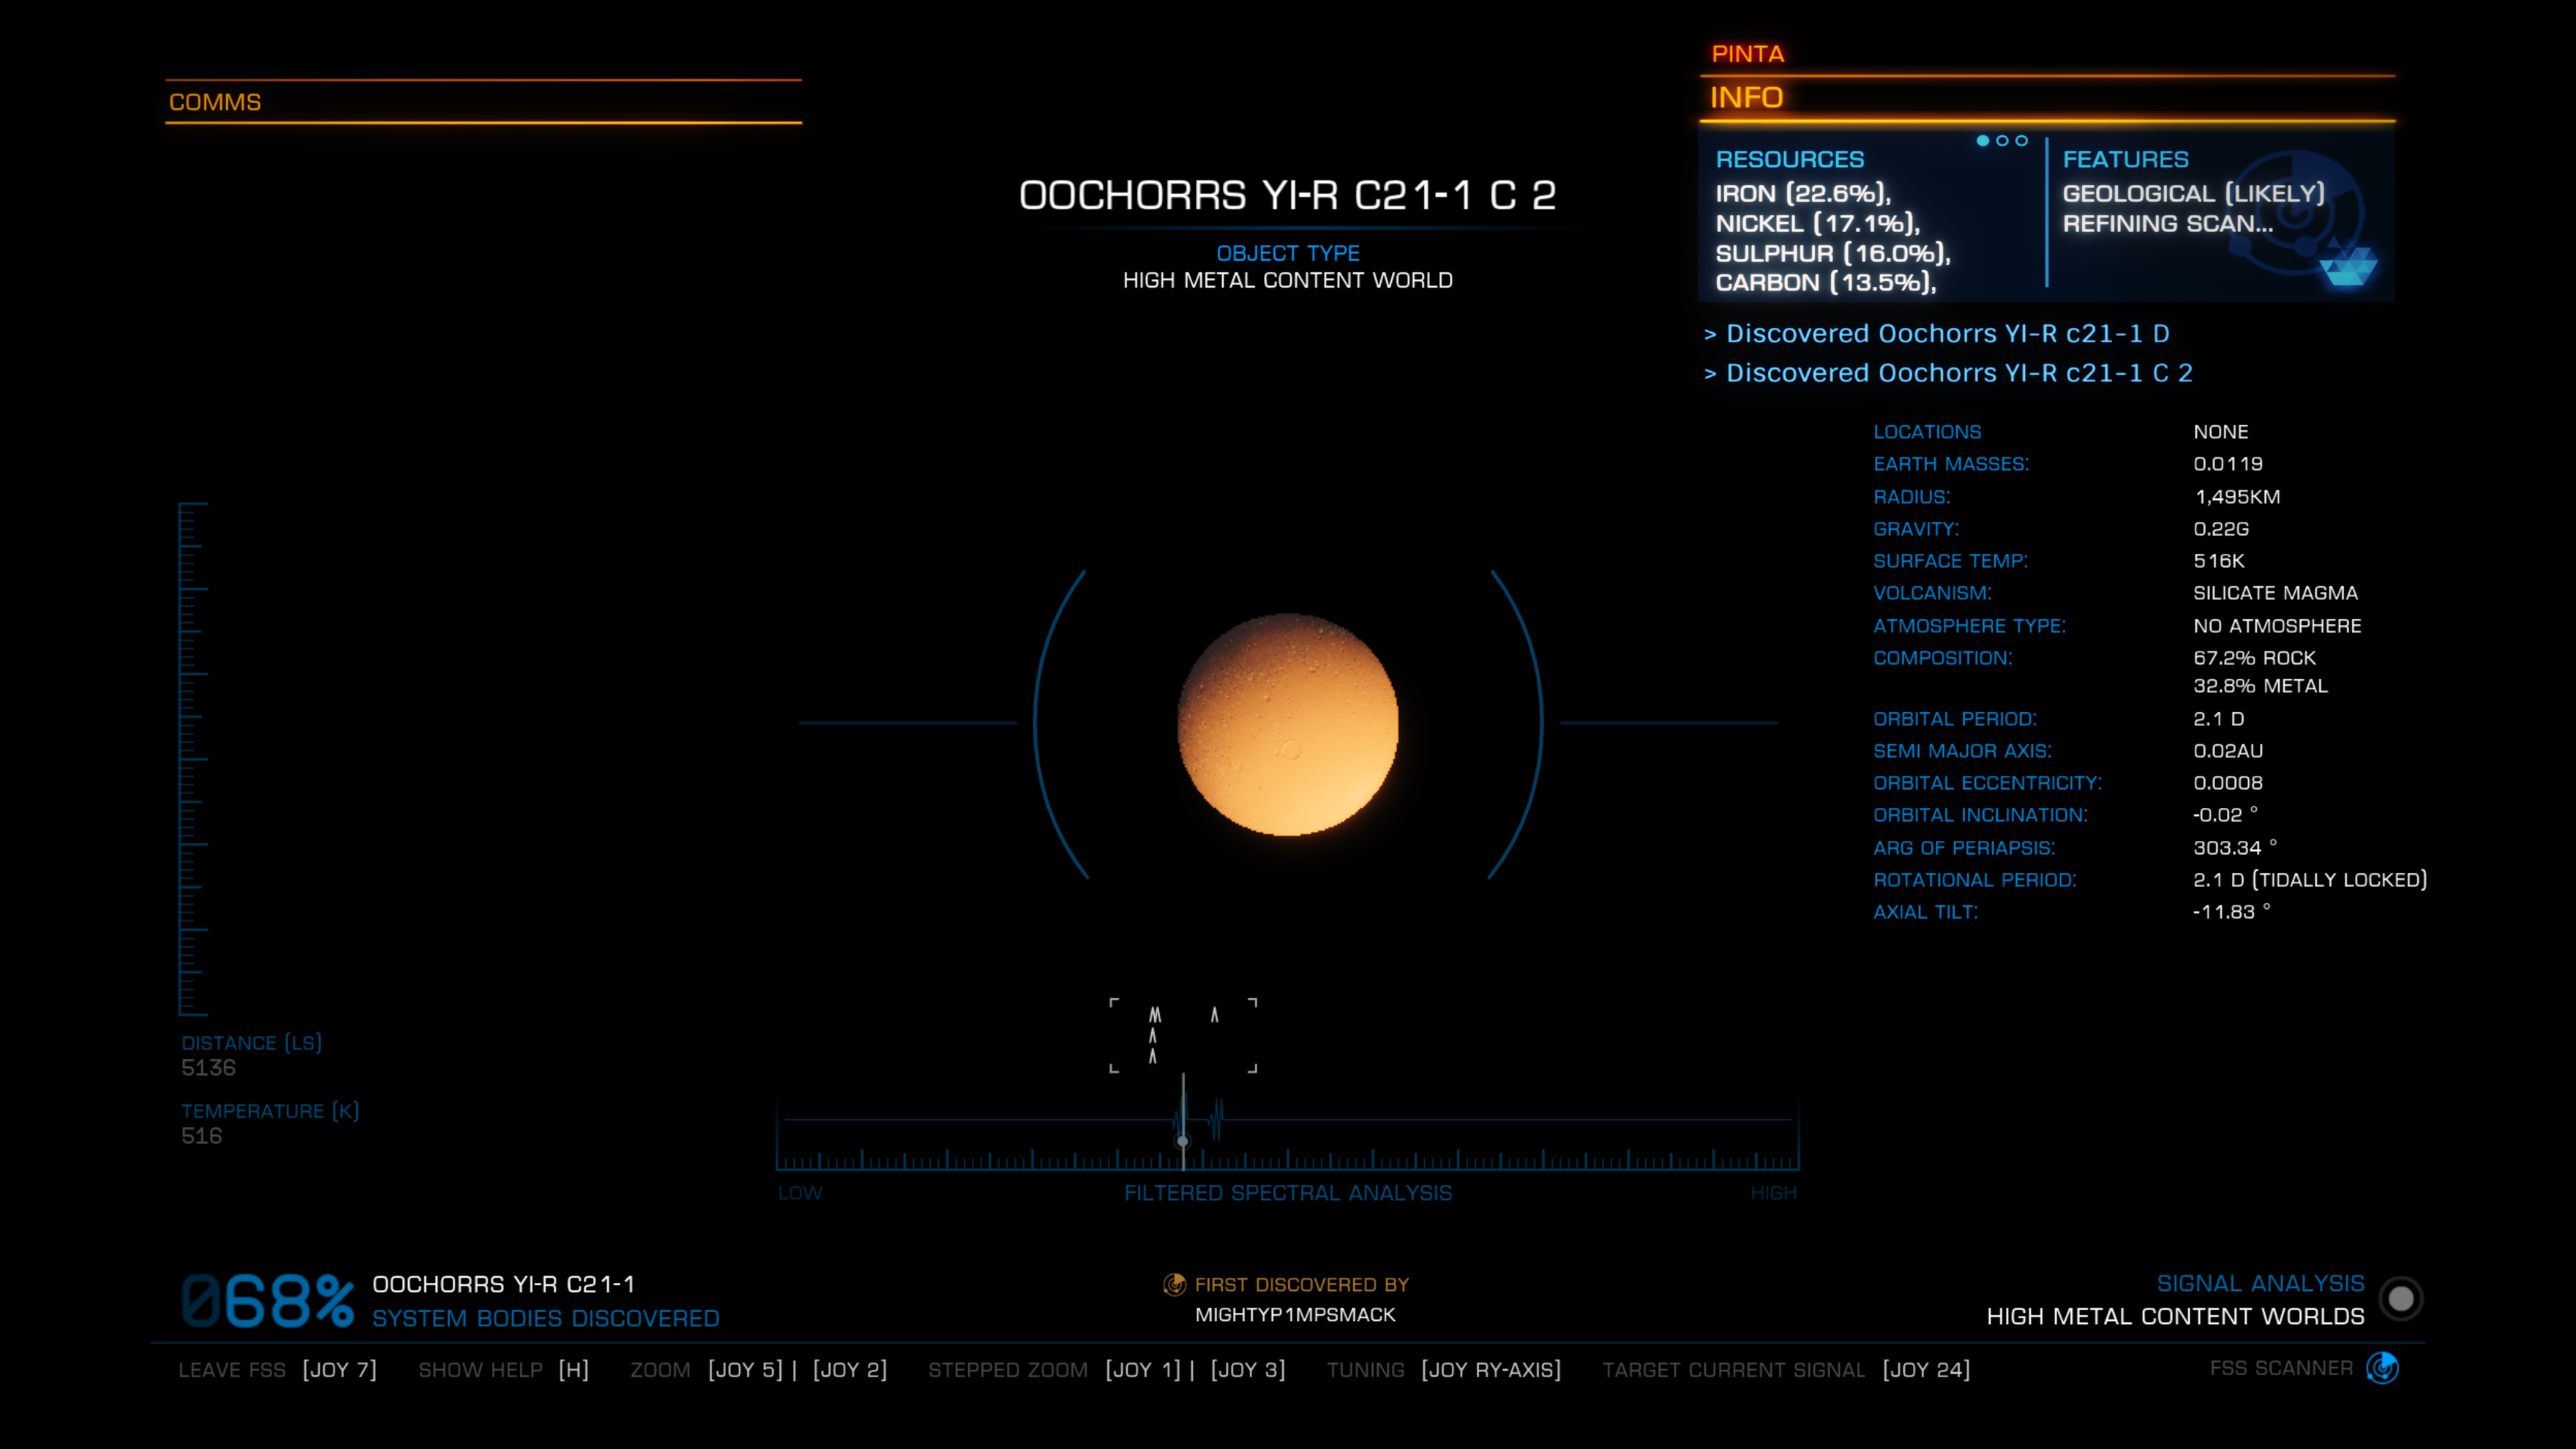 PINTA
COMMS
INFO
RESOURCES
IRON (22.6%),
NICKEL (17.1%),
SULPHUR (16.0%),
CARBON (13.5%),
FEATURES
GEOLOGICAL (LIKELY)
REFINING SCAN...
OOCHORRS YI-R C21-1 C 2
OBJECT TYPE
HIGH METAL CONTENT WORLD
> Discovered Oochorrs YI-R c21-1 D
> Discovered Oochorrs YI-R c21-1 C 2
LOCATIONS NONE
EARTH MASSES: 0.0119
RADIUS: 1,495KM
GRAVITY: 0.22G
SURFACE TEMP: 516K
VOLCANISM: SILICATE MAGMA
ATMOSPHERE TYPE: NO ATMOSPHERE
COMPOSITION: 67.2% ROCK
32.8% METAL
ORBITAL PERIOD: 2.1 D
SEMI MAJOR AXIS: 0.02AU
ORBITAL ECCENTRICITY: 0.0008
ORBITAL INCLINATION: -0.02 °
ARG OF PERIAPSIS: 303.34 °
ROTATIONAL PERIOD: 2.1 D (TIDALLY LOCKED)
AXIAL TILT: -11.83 °
DISTANCE (LS)
5136
TEMPERATURE (K)
516
LOW FILTERED SPECTRAL ANALYSIS HIGH
068% OOCHORRS YI-R C21-1
SYSTEM BODIES DISCOVERED
FIRST DISCOVERED BY
MIGHTYP1MPSMACK
SIGNAL ANALYSIS
HIGH METAL CONTENT WORLDS
LEAVE FSS [JOY 7] SHOW HELP [H] ZOOM [JOY 5] | [JOY 2] STEPPED ZOOM [JOY 1] | [JOY 3] TUNING [JOY RY-AXIS] TARGET CURRENT SIGNAL [JOY 24] FSS SCANNER